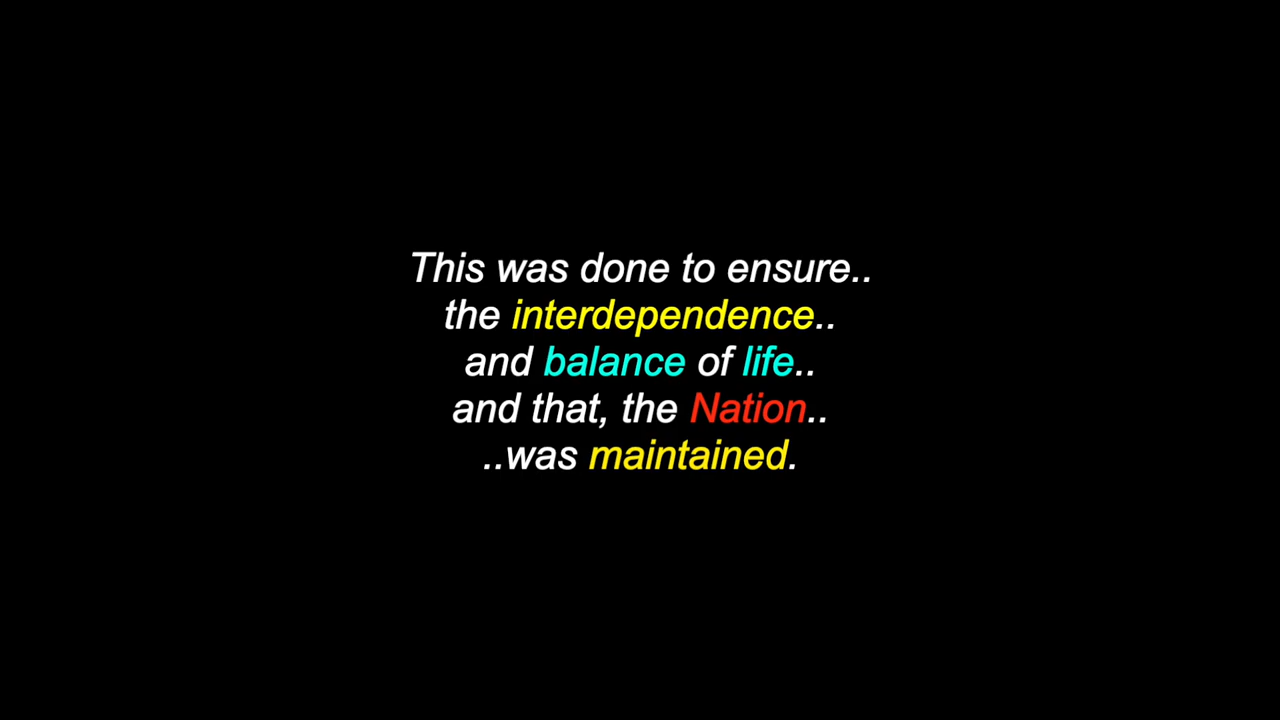 This was done to ensure..
the interdependence..
and balance of life..
and that, the Nation..
..was maintained.